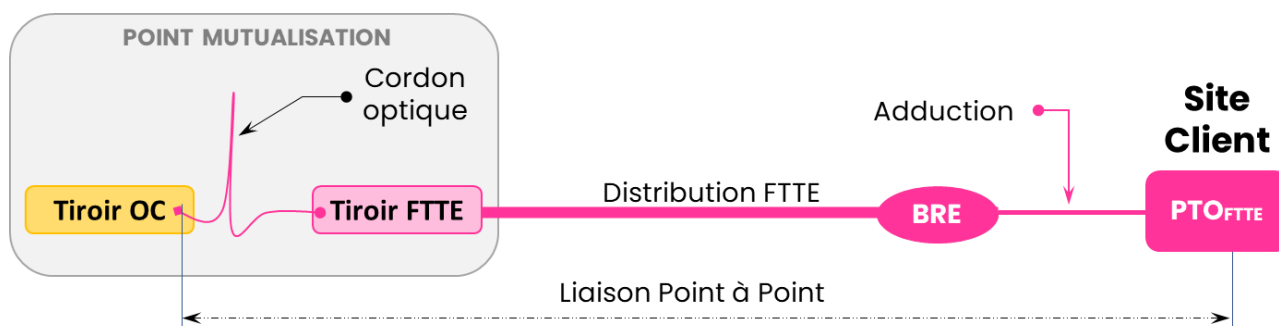 POINT MUTUALISATION
Cordon
optique
Adduction
Site
Client
Tiroir OC
Tiroir FTTE
Distribution FTTE
BRE
PTOFTTE
Liaison Point à Point